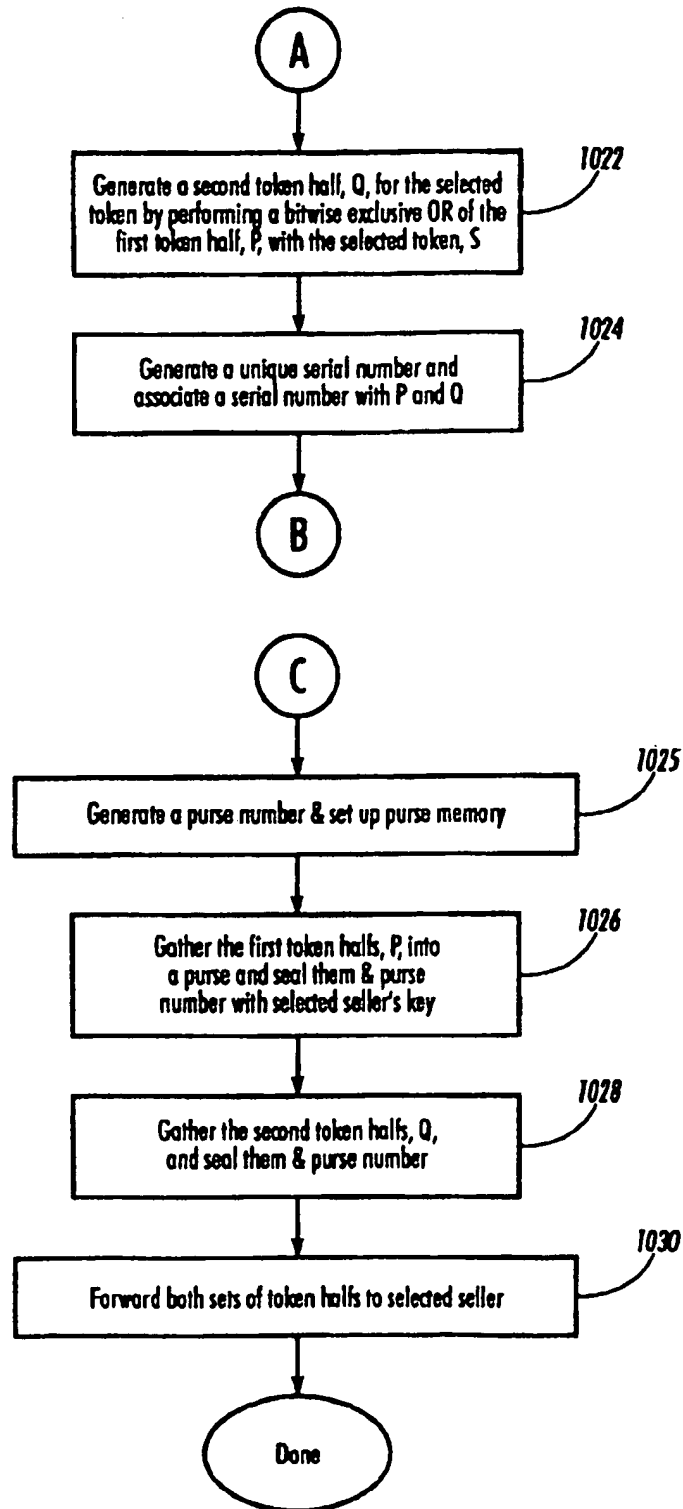 A
1022
Generate a second token half, Q, for the selected
token by performing a bitwise exclusive OR of the
first token half, P, with the selected token, S
1024
Generate a unique serial number and
associate a serial number with P and Q
B
C
1025
Generate a purse number & set up purse memory
1026
Gather the first token halfs, P, into
a purse and seal them & purse
number with selected seller's key
1028
Gather the second token halfs, Q,
and seal them & purse number
1030
Forward both sets of token halfs to selected seller
Done